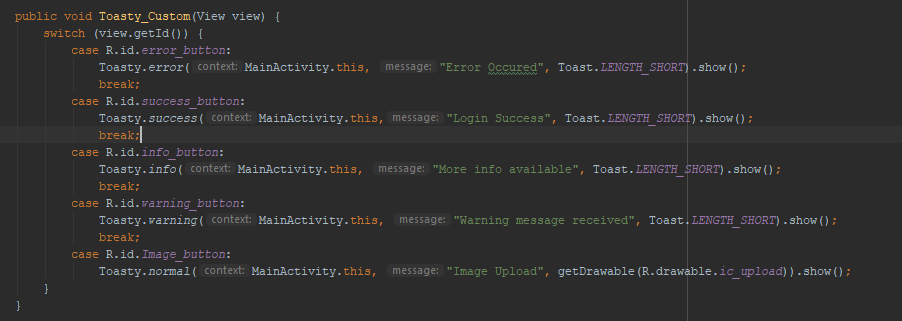 public void Toasty_Custom(View view) {
switch (view.getId()) {
case R.id.error_button:
Toasty.error( context: MainActivity.this, message: "Error Occured", Toast.LENGTH_SHORT).show();
break;
case R.id.success_button:
Toasty.success( context: MainActivity.this, message: "Login Success", Toast.LENGTH_SHORT).show();
break;
case R.id.info_button:
Toasty.info( context: MainActivity.this, message: "More info available", Toast.LENGTH_SHORT).show();
break;
case R.id.warning_button:
Toasty.warning( context: MainActivity.this, message: "Warning message received", Toast.LENGTH_SHORT).show();
break;
case R.id.Image_button:
Toasty.normal( context: MainActivity.this, message: "Image Upload", getDrawable(R.drawable.ic_upload)).show();
}
}